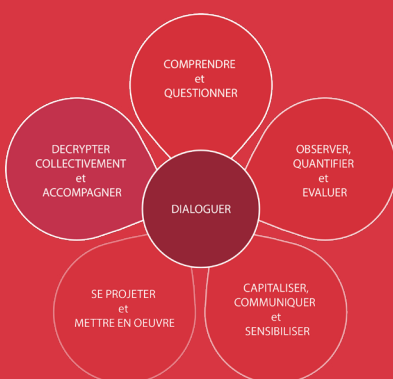 COMPRENDRE
et
QUESTIONNER
DECRYPTER
COLLECTIVEMENT
et
ACCOMPAGNER
OBSERVER,
QUANTIFIER
et
EVALUER
DIALOGUER
SE PROJETER
et
METTRE EN OEUVRE
CAPITALISER,
COMMUNIQUER
et
SENSIBILISER